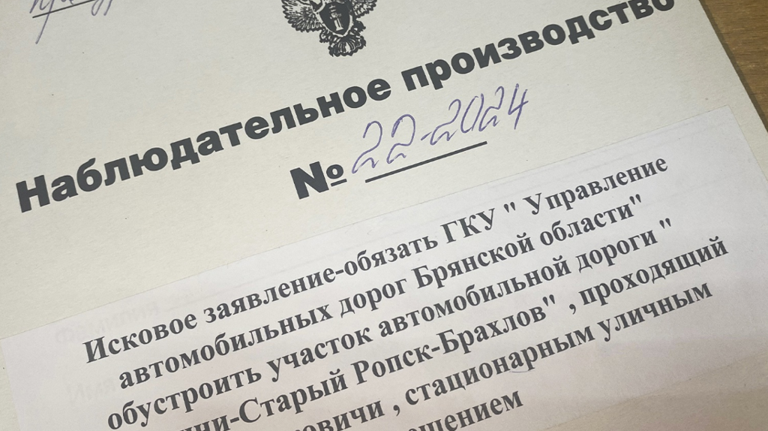 Наблюдательное производство
№ 22-2024
Исковое заявление-обязать ГКУ " Управление
автомобильных дорог Брянской области"
обустроить участок автомобильной дороги "
Старый Ропск-Брахлов" , проходящий
, стационарным уличным